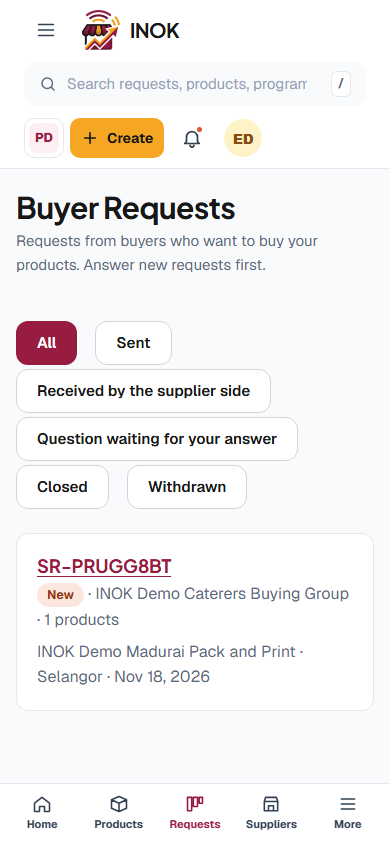 INOK
Search requests, products, program
/
PD
+ Create
ED
Buyer Requests
Requests from buyers who want to buy your
products. Answer new requests first.
All
Sent
Received by the supplier side
Question waiting for your answer
Closed
Withdrawn
SR-PRUGG8BT
New · INOK Demo Caterers Buying Group
· 1 products
INOK Demo Madurai Pack and Print ·
Selangor · Nov 18, 2026
Home
Products
Requests
Suppliers
More